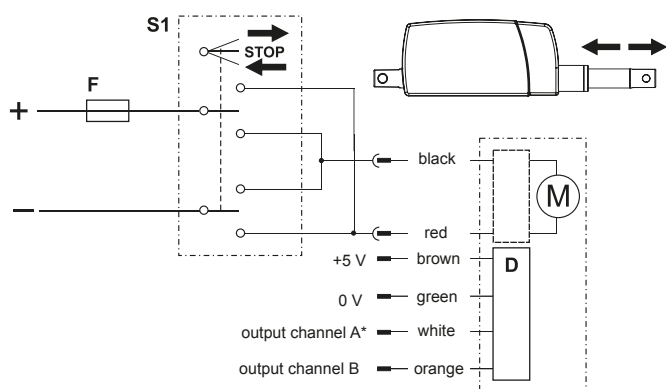 S1
STOP
F
+
−
black
M
red
+5 V brown
D
0 V green
output channel A* white
output channel B orange